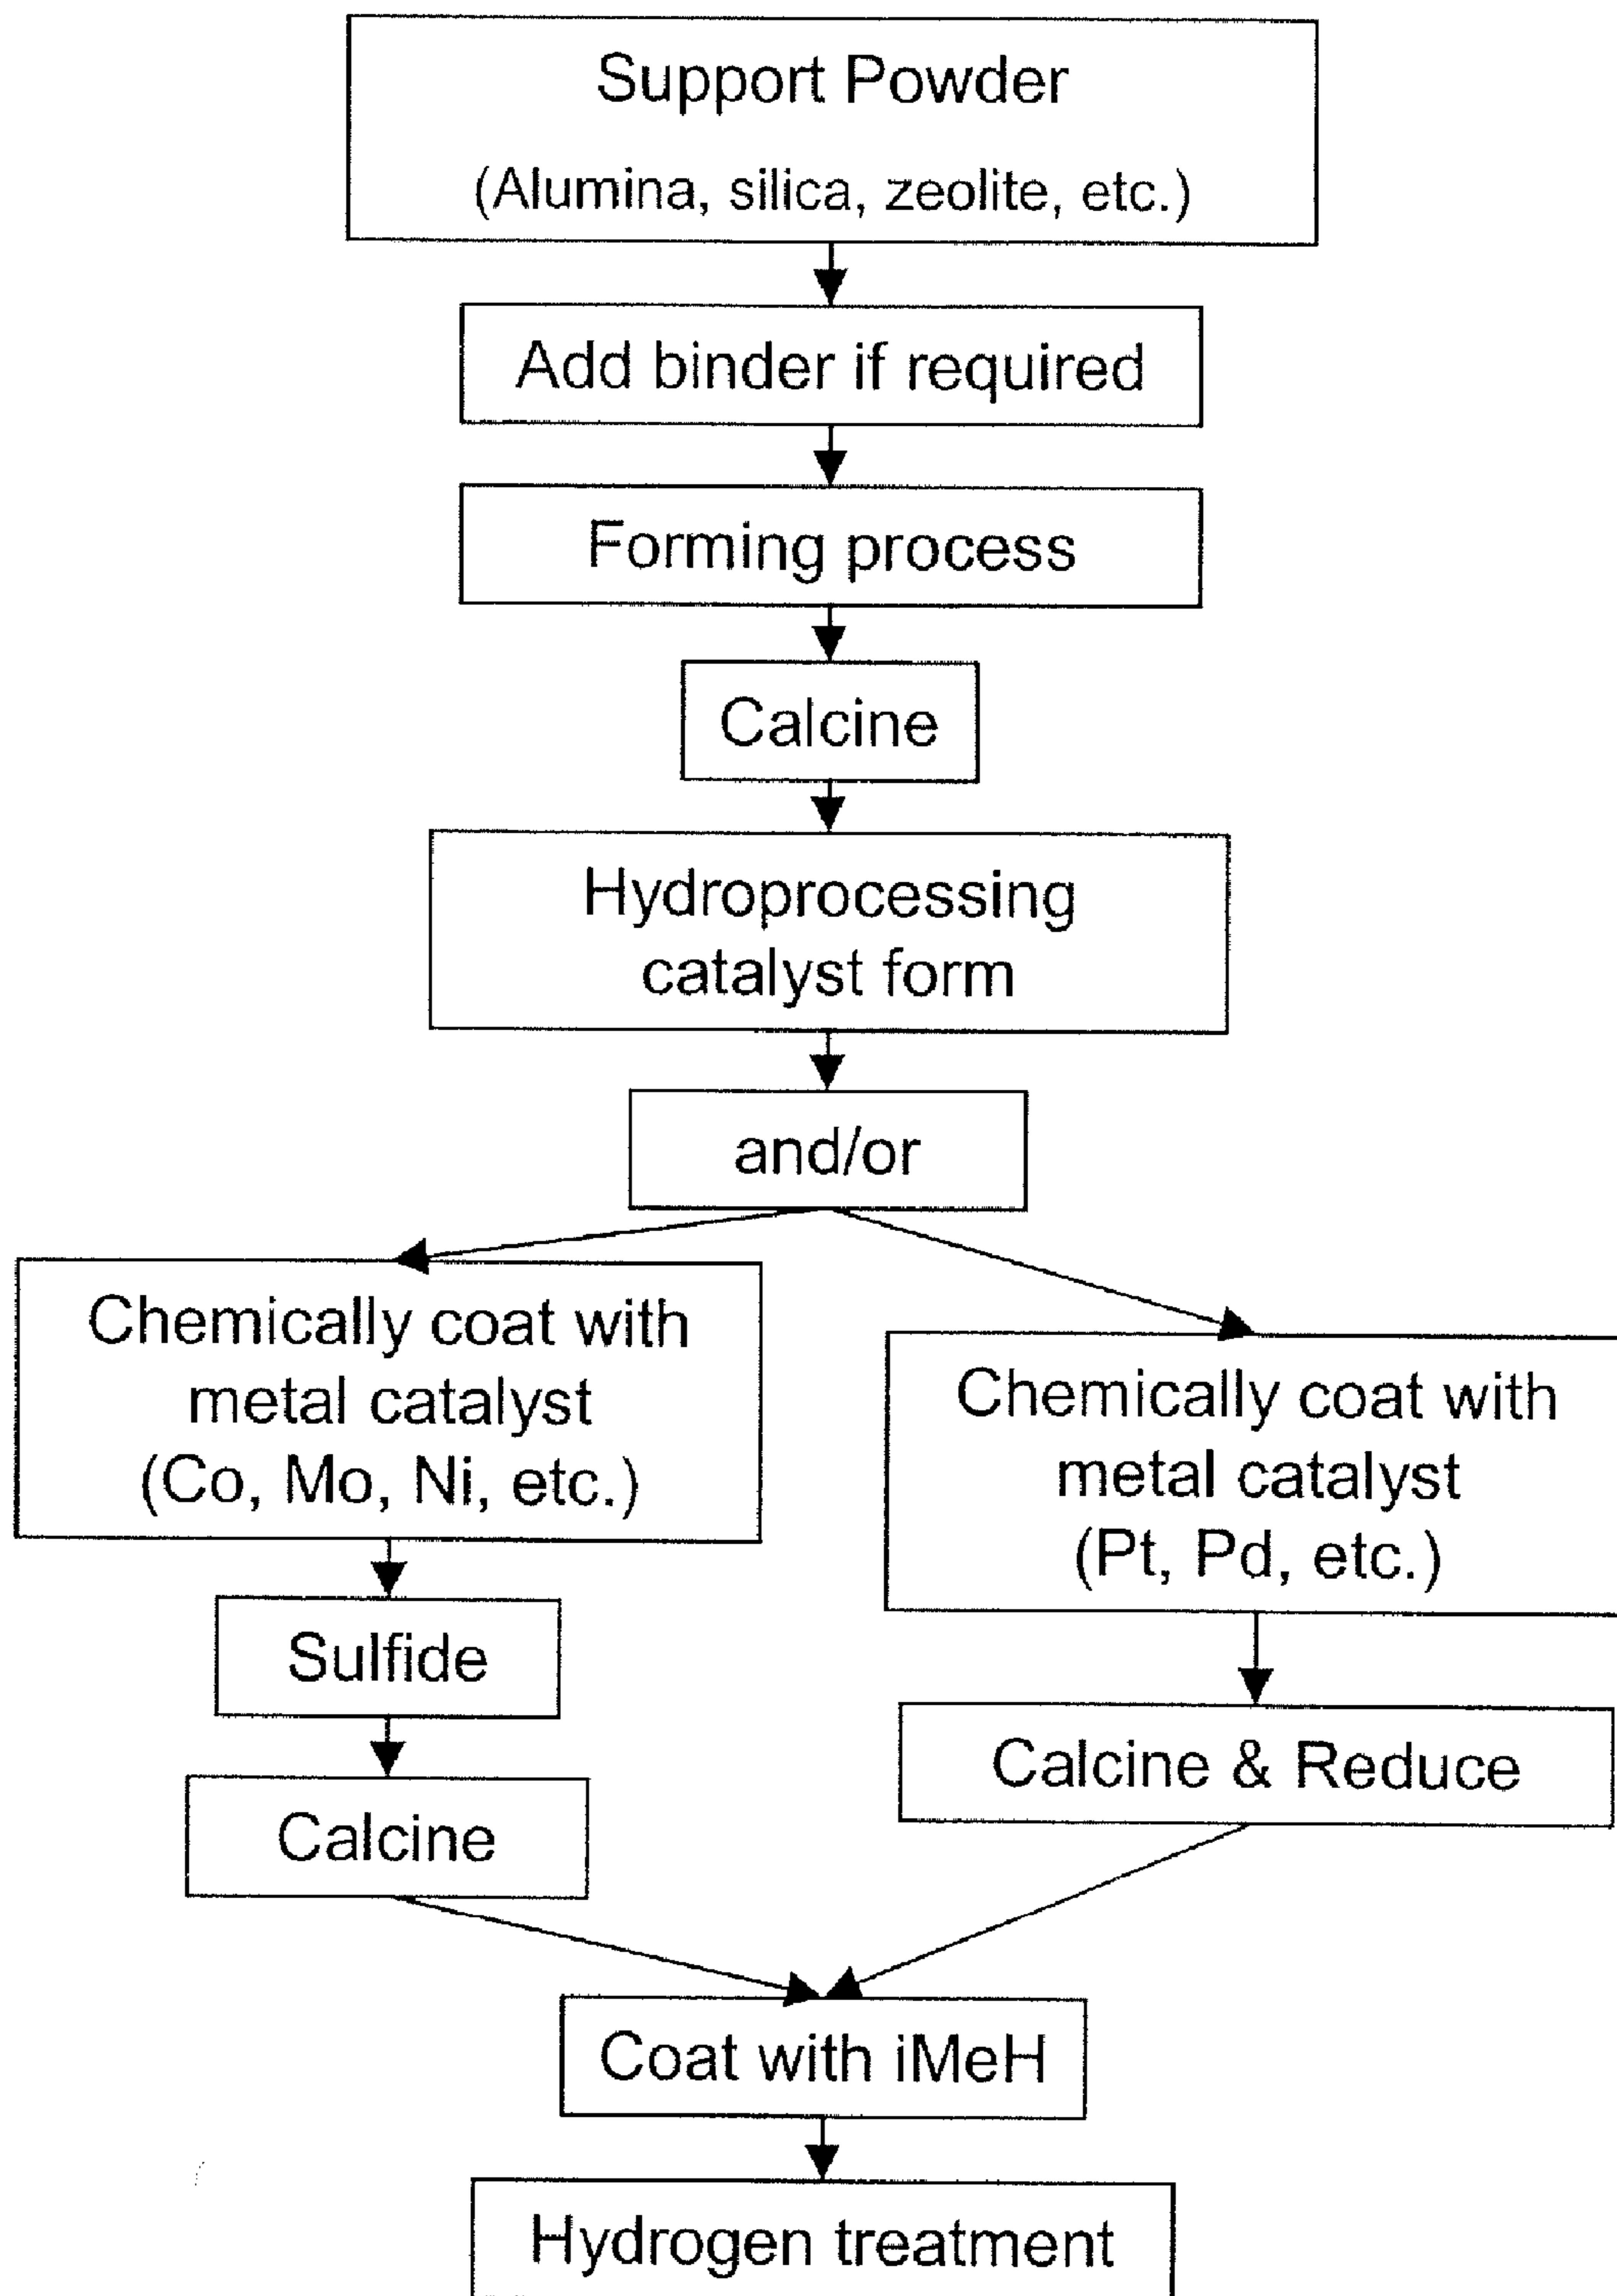 Support Powder
(Alumina, silica, zeolite, etc.)
Add binder if required
Forming process
Calcine
Hydroprocessing
catalyst form
and/or
Chemically coat with
metal catalyst
(Co, Mo, Ni, etc.)
Chemically coat with
metal catalyst
(Pt, Pd, etc.)
Sulfide
Calcine & Reduce
Calcine
Coat with iMeH
Hydrogen treatment